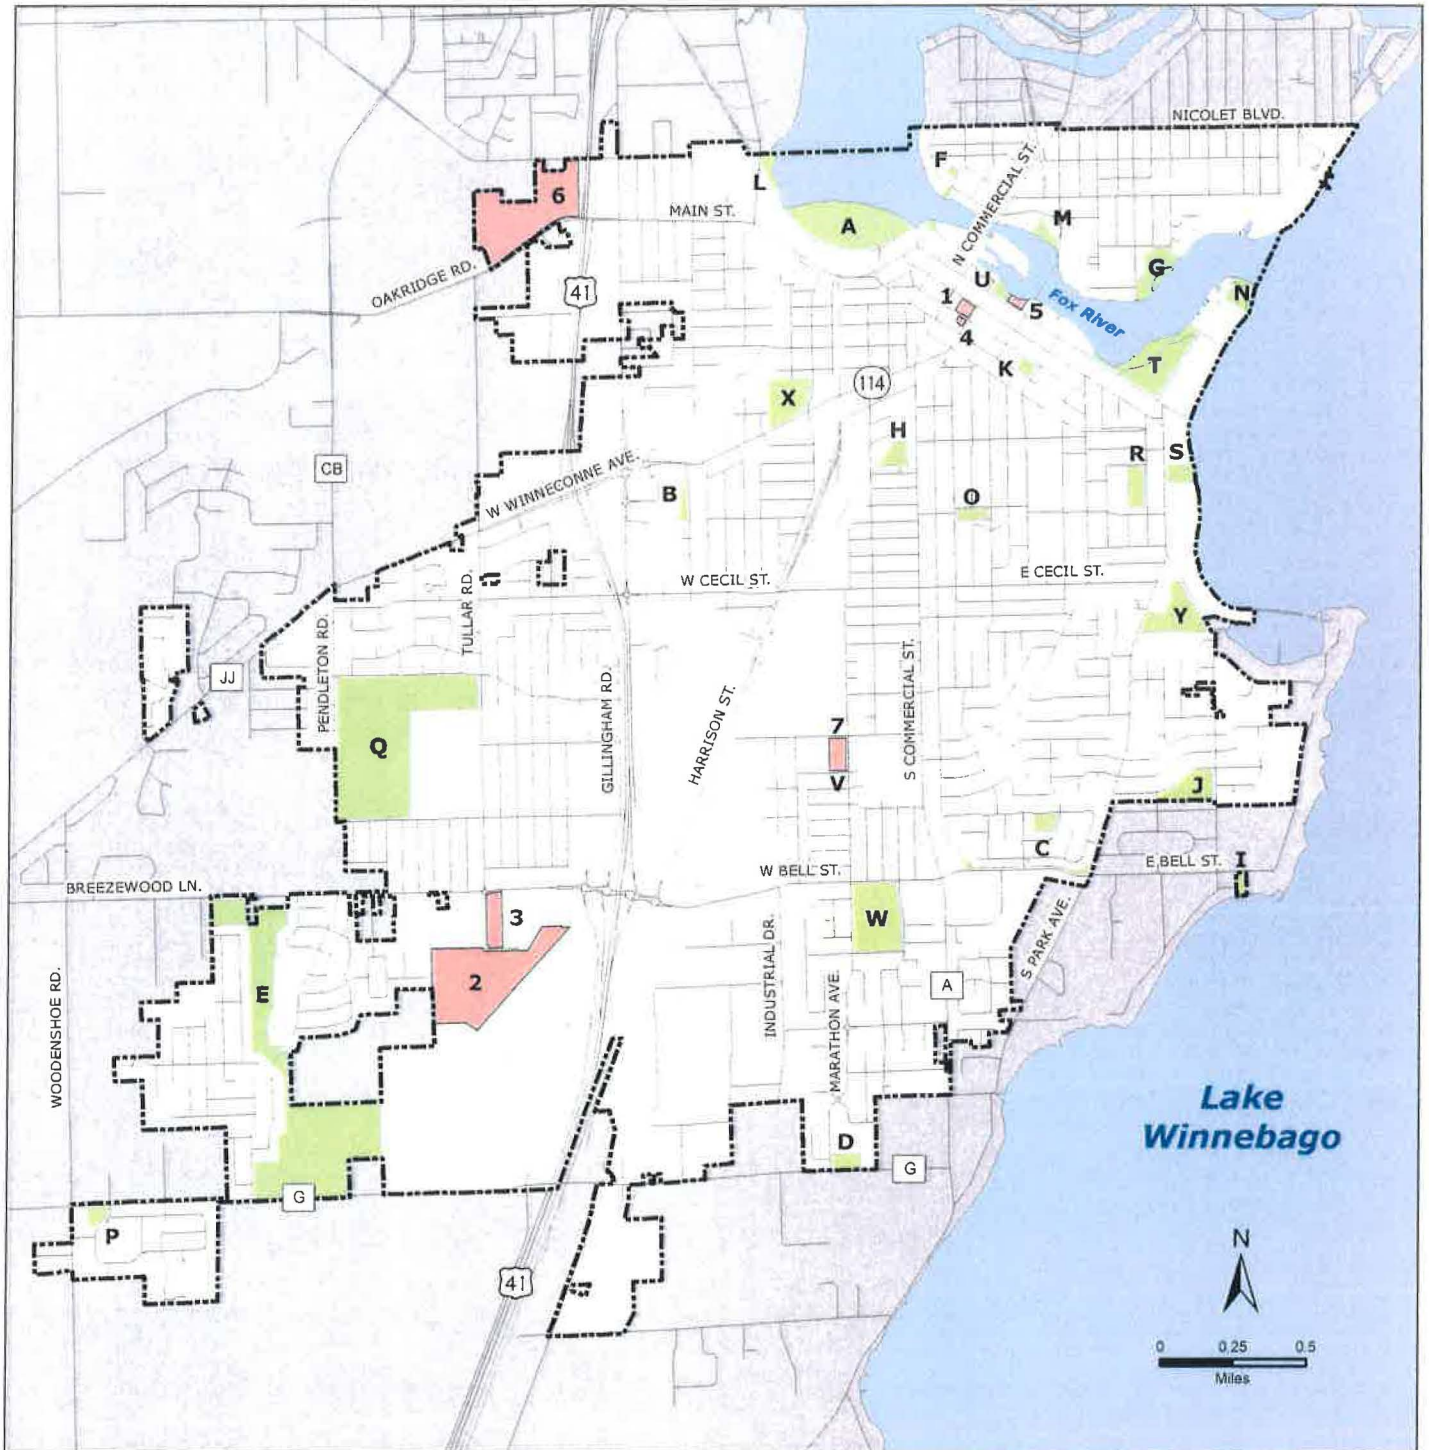 NICOLET BLVD.
F
L
6
MAIN ST.
N COMMERCIAL ST.
M
A
G
OAKRIDGE RD.
41
U
N
1
5
Fox River
4
K
T
114
X
H
CB
R
S
W WINNECONNE AVE.
B
O
W CECIL ST.
E CECIL ST.
TULLAR RD.
Y
PENDLETON RD.
JJ
GILLINGHAM RD.
HARRISON ST.
S COMMERCIAL ST.
Q
7
V
J
C
E BELL ST.
I
W BELL ST.
BREEZEWOOD LN.
3
W
S PARK AVE.
2
E
INDUSTRIAL DR.
A
WOODENSHOE RD.
MARATHON AVE.
Lake
Winnebago
D
G
G
P
N
41
0 0.25 0.5
Miles